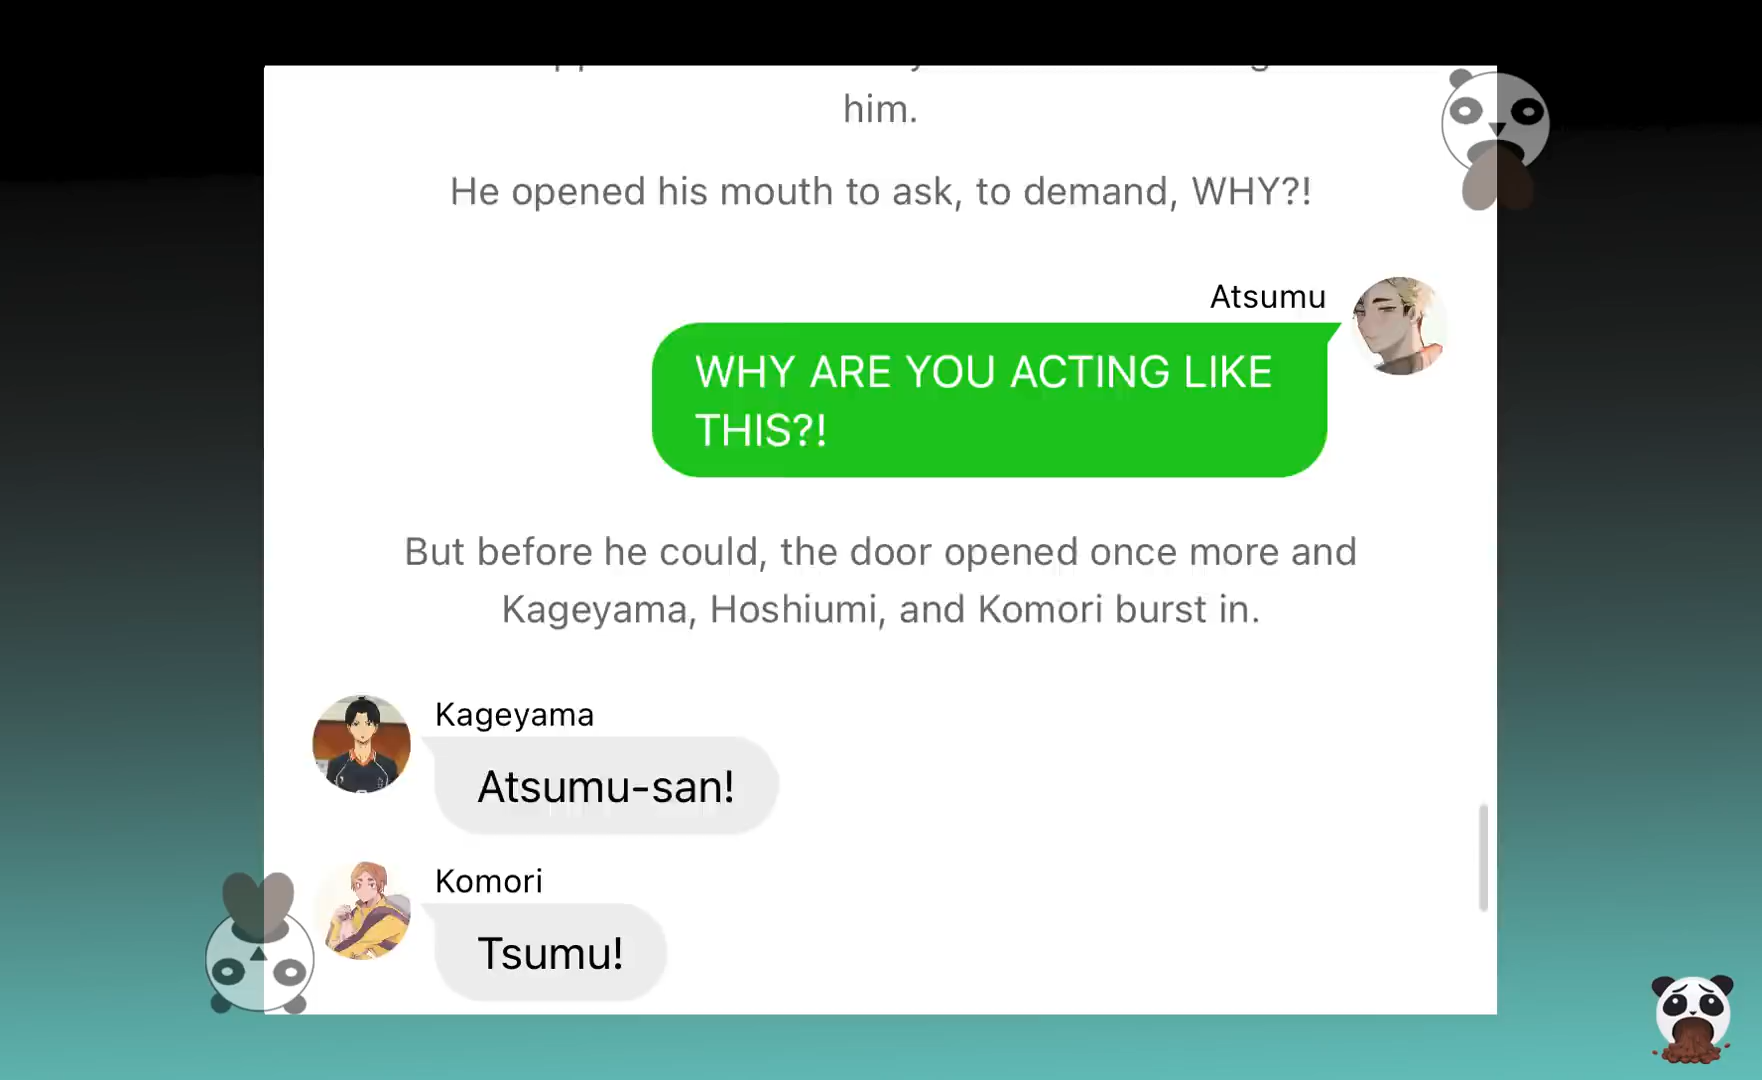 him.
He opened his mouth to ask, to demand, WHY?!
Atsumu
WHY ARE YOU ACTING LIKE
THIS?!
But before he could, the door opened once more and
Kageyama, Hoshiumi, and Komori burst in.
Kageyama
Atsumu-san!
Komori
Tsumu!